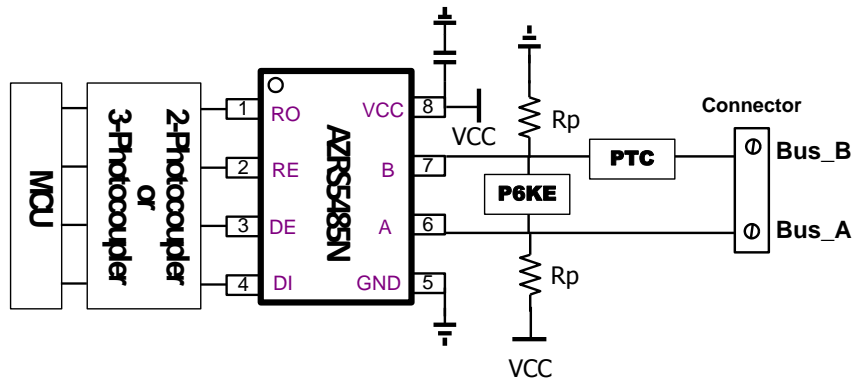 MCU
2-Photocoupler
or
3-Photocoupler
1
2
3
4
RO
RE
DE
DI
AZRS5485N
VCC
B
A
GND
8
7
6
5
VCC
Rp
P6KE
Rp
VCC
PTC
Connector
Bus_B
Bus_A